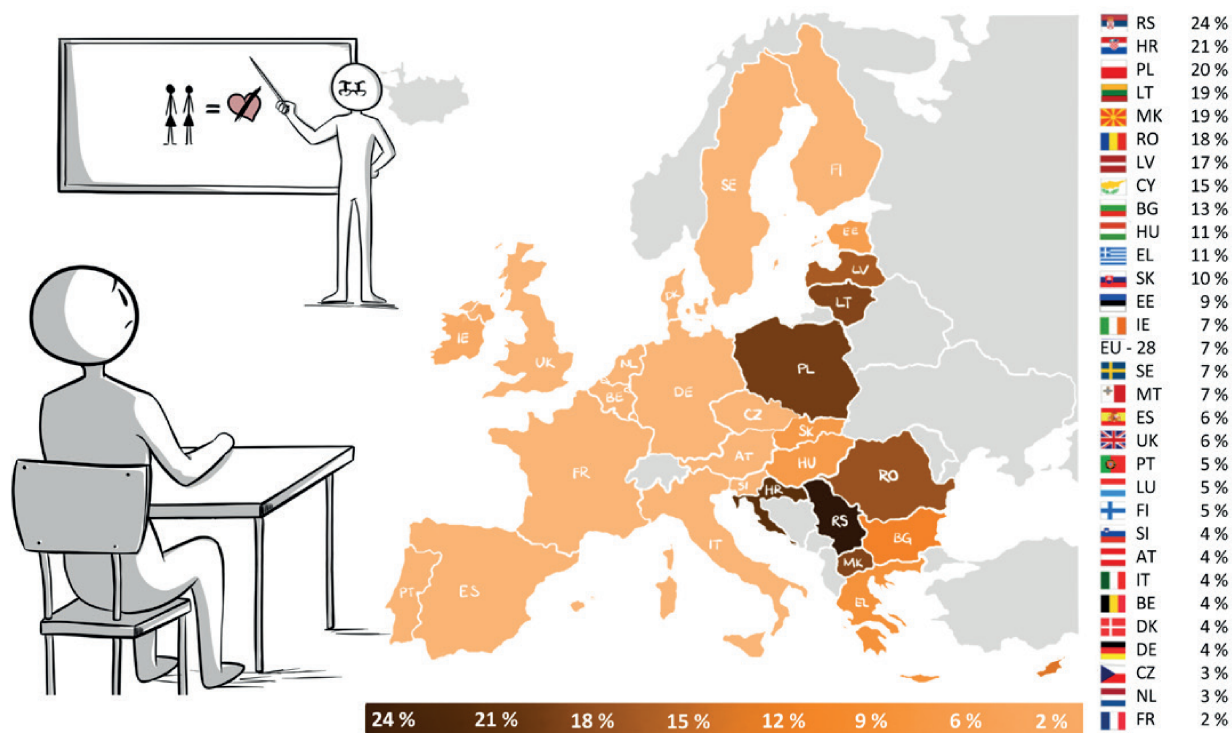 =
RS 24 %
HR 21 %
PL 20 %
LT 19 %
MK 19 %
RO 18 %
LV 17 %
CY 15 %
BG 13 %
HU 11 %
EL 11 %
SK 10 %
EE 9 %
IE 7 %
EU - 28 7 %
SE 7 %
MT 7 %
ES 6 %
UK 6 %
PT 5 %
LU 5 %
FI 5 %
SI 4 %
AT 4 %
IT 4 %
BE 4 %
DK 4 %
DE 4 %
CZ 3 %
NL 3 %
FR 2 %
FI
SE
EE
LV
DK
LT
IE
UK
NL
PL
DE
BE
CZ
SK
AT
HU
FR
RO
SI
HR
RS
BG
IT
MK
PT
ES
EL
24 % 21 % 18 % 15 % 12 % 9 % 6 % 2 %